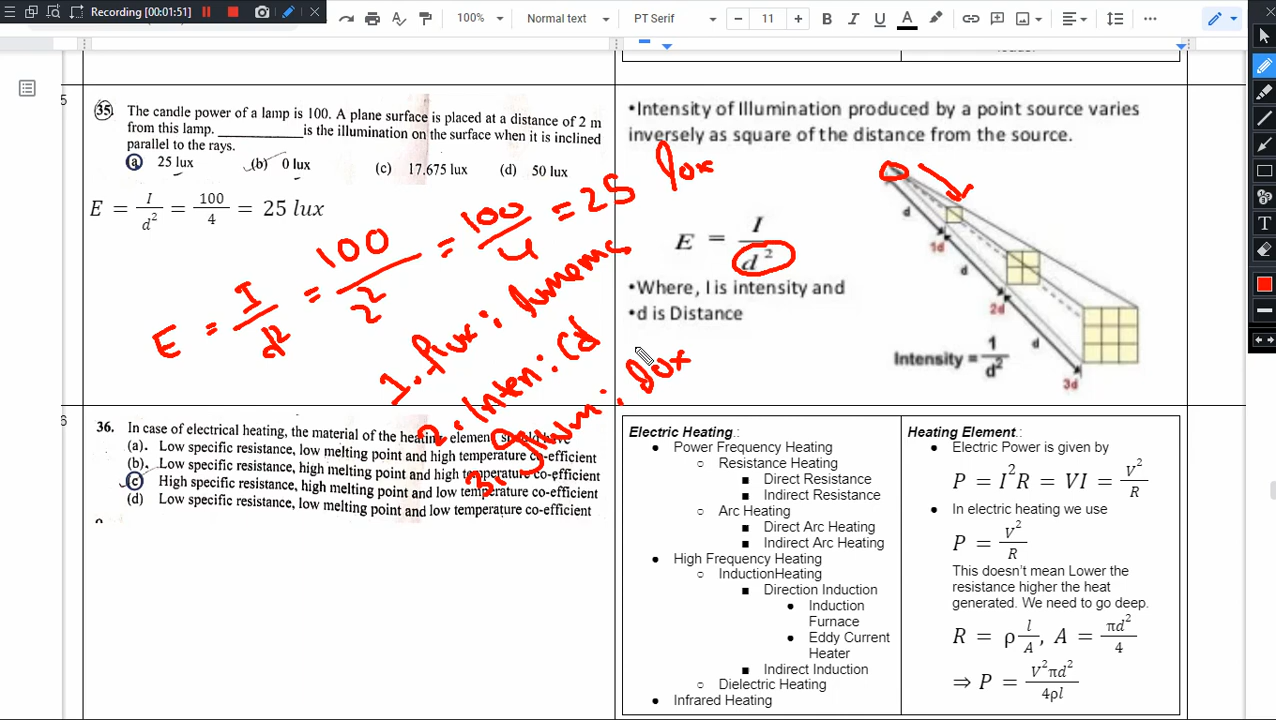 Recording [00:01:51]
100%
Normal text
PT Serif
11
B I U A
35. The candle power of a lamp is 100. A plane surface is placed at a distance of 2 m
from this lamp. ____________ is the illumination on the surface when it is inclined
parallel to the rays.
(a) 25 lux (b) 0 lux (c) 17.675 lux (d) 50 lux
E = I/d² = 100/4 = 25 lux
E = I/d² = 100/2² = 100/4 = 25 lox
1. flux :
2. Inten : Cd
3. Illum : lox
•Intensity of Illumination produced by a point source varies
inversely as square of the distance from the source.
E = I/d²
•Where, I is intensity and
•d is Distance
d
1d
d
2d
d
3d
Intensity = 1/d²
36. In case of electrical heating, the material of the heating element should have
(a). Low specific resistance, low melting point and high temperature co-efficient
(b). Low specific resistance, high melting point and high temperature co-efficient
(c) High specific resistance, high melting point and low temperature co-efficient
(d) Low specific resistance, low melting point and low temperature co-efficient
Electric Heating.:
● Power Frequency Heating
○ Resistance Heating
■ Direct Resistance
■ Indirect Resistance
○ Arc Heating
■ Direct Arc Heating
■ Indirect Arc Heating
● High Frequency Heating
○ InductionHeating
■ Direction Induction
● Induction
Furnace
● Eddy Current
Heater
■ Indirect Induction
○ Dielectric Heating
● Infrared Heating
Heating Element.:
● Electric Power is given by
P = I²R = VI = V²/R
● In electric heating we use
P = V²/R
This doesn't mean Lower the
resistance higher the heat
generated. We need to go deep.
R = ρ l/A, A = πd²/4
⇒ P = V²πd²/4ρl